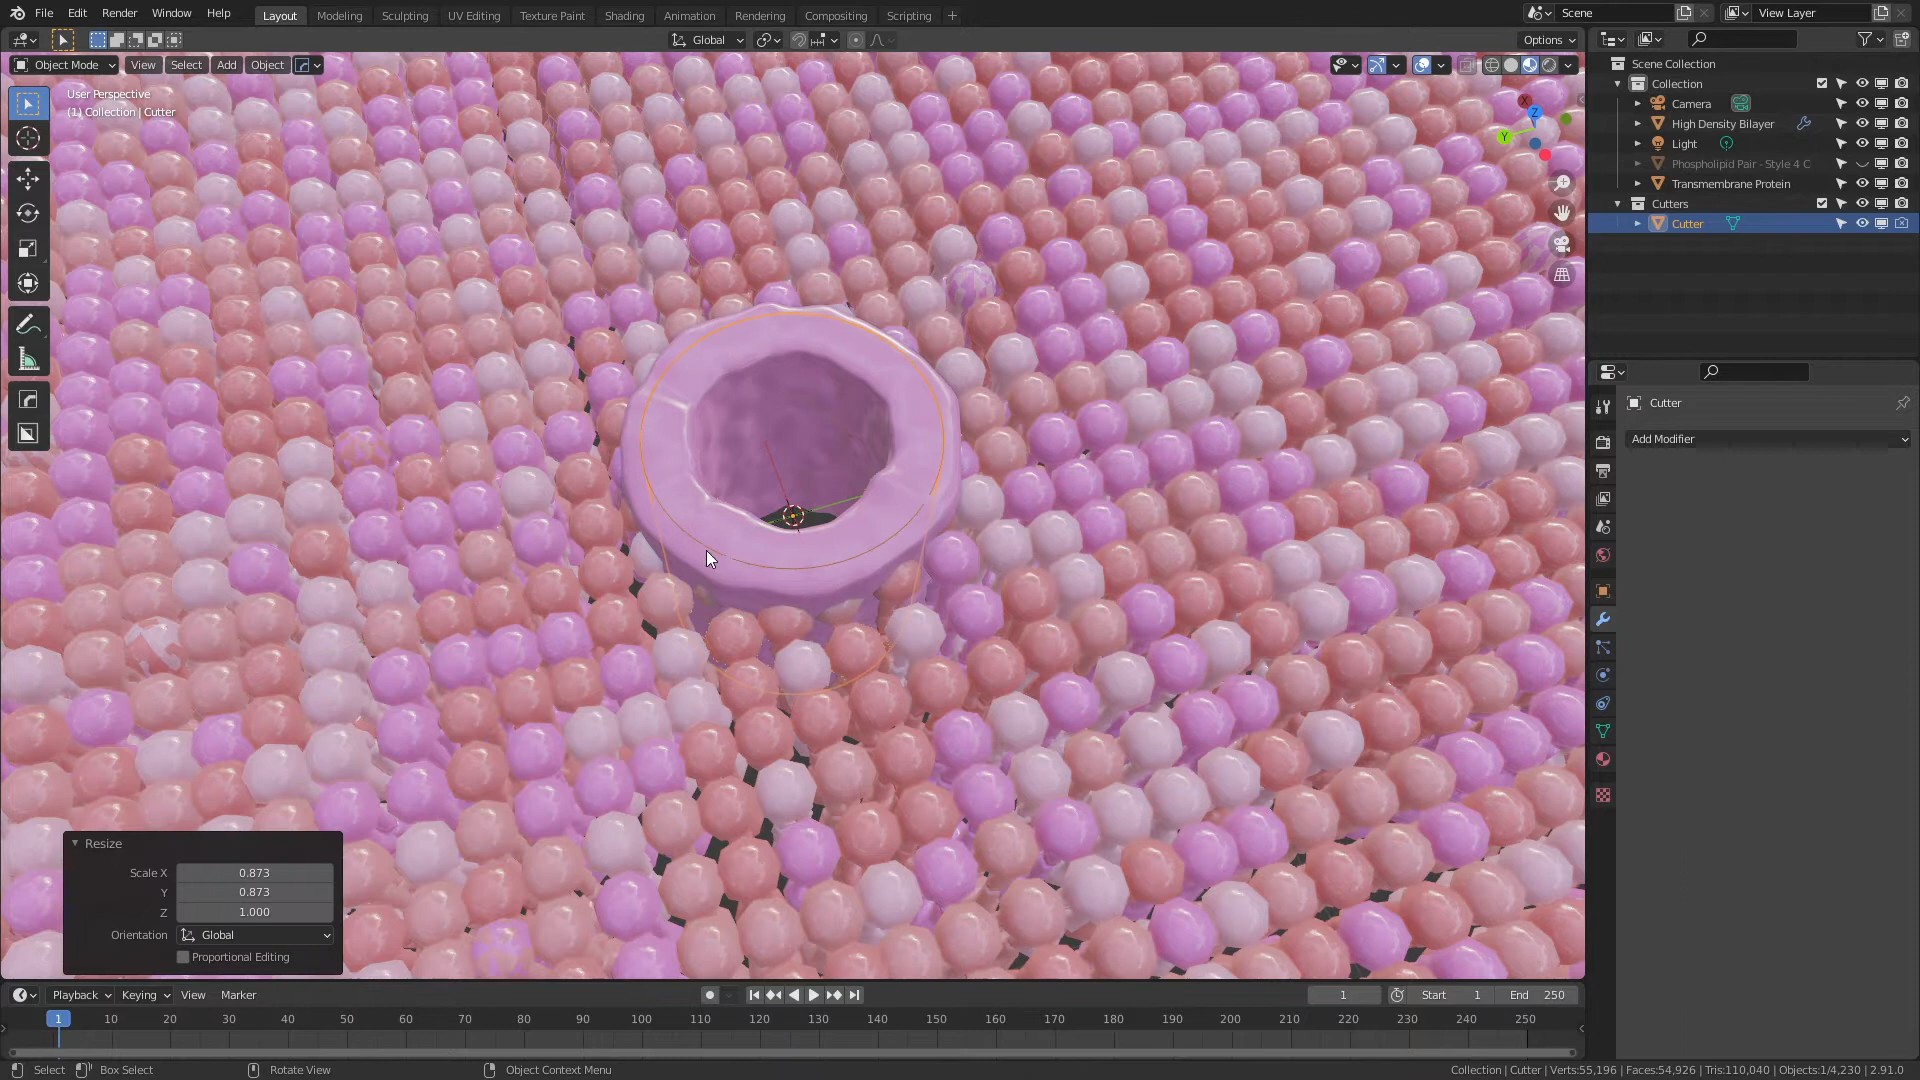 File Edit Render Window Help Layout Modeling Sculpting UV Editing Texture Paint Shading Animation Rendering Compositing Scripting + Scene View Layer
Global Options
Object Mode View Select Add Object
User Perspective
(1) Collection | Cutter
X
Z
Y
Scene Collection
Collection
Camera
High Density Bilayer
Light
Phospholipid Pair - Style 4 C
Transmembrane Protein
Cutters
Cutter
Cutter
Add Modifier
Resize
Scale X 0.873
Y 0.873
Z 1.000
Orientation Global
Proportional Editing
Playback Keying View Marker 1 Start 1 End 250
1 10 20 30 40 50 60 70 80 90 100 110 120 130 140 150 160 170 180 190 200 210 220 230 240 250
Select Box Select Rotate View Object Context Menu Collection | Cutter | Verts:55,196 | Faces:54,926 | Tris:110,040 | Objects:1/4,230 | 2.91.0